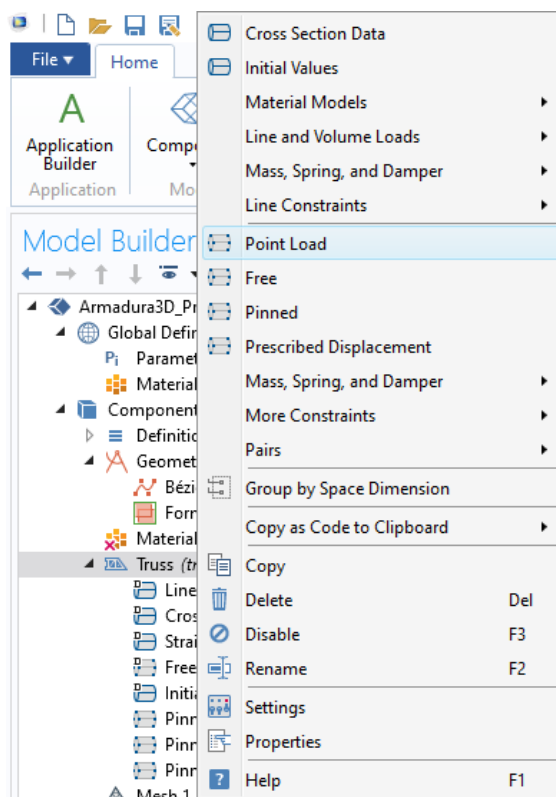 File
Home
Application
Builder
Application
Model Builder
Armadura3D_Pr
Global Defir
Pi Paramet
Material
Component
Definitio
Geomet
Bézi
Forr
Material
Truss (tr
Line
Cros
Strai
Free
Initia
Pinn
Pinn
Pinn
Mesh 1
Compo
Mo
Cross Section Data
Initial Values
Material Models
Line and Volume Loads
Mass, Spring, and Damper
Line Constraints
Point Load
Free
Pinned
Prescribed Displacement
Mass, Spring, and Damper
More Constraints
Pairs
Group by Space Dimension
Copy as Code to Clipboard
Copy
Delete Del
Disable F3
Rename F2
Settings
Properties
Help F1